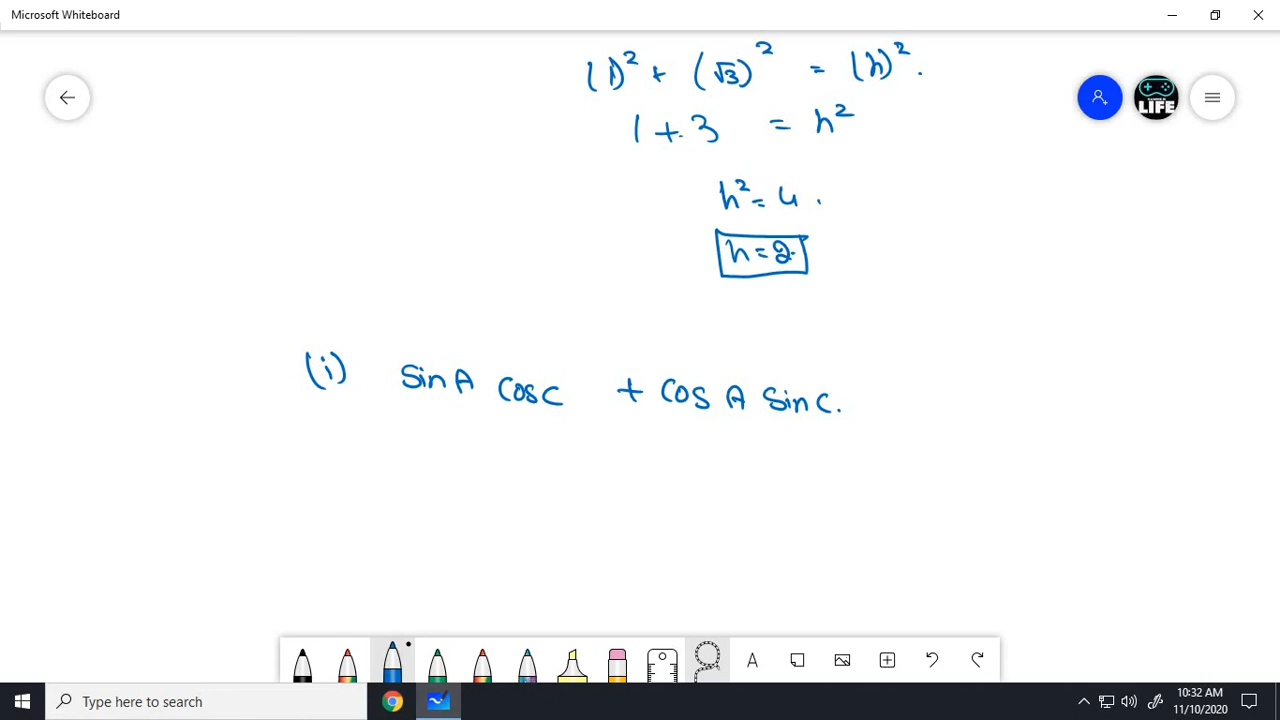 Microsoft Whiteboard
(1)² + (√3)² = (h)².
1 + 3 = h²
h² = 4.
h = 2.
LIFE
(i) sin A cos C + cos A sin C.
A
Type here to search
10:32 AM
11/10/2020